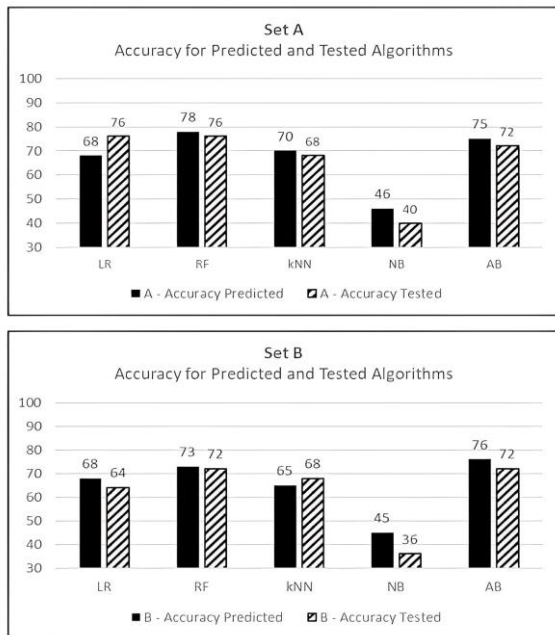 Set A
Accuracy for Predicted and Tested Algorithms
100
90
80
70
60
50
40
30
68 76 78 76 70 68 46 40 75 72
LR RF kNN NB AB
A - Accuracy Predicted A - Accuracy Tested
Set B
Accuracy for Predicted and Tested Algorithms
100
90
80
70
60
50
40
30
68 64 73 72 65 68 45 36 76 72
LR RF kNN NB AB
B - Accuracy Predicted B - Accuracy Tested